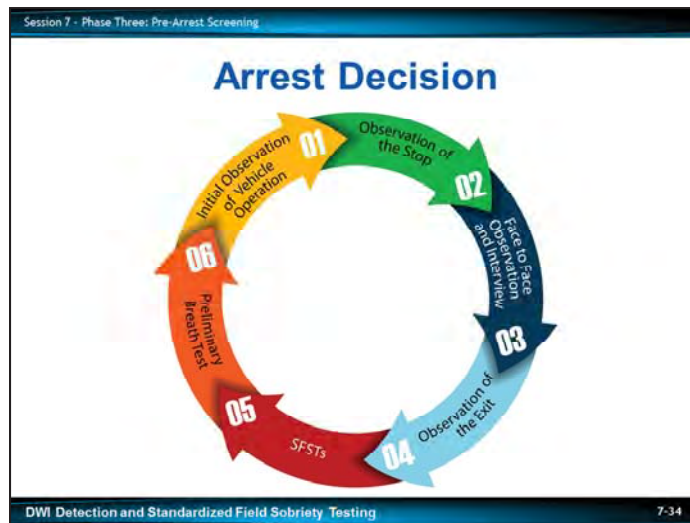 Session 7 - Phase Three: Pre-Arrest Screening
Arrest Decision
Initial Observation
of Vehicle
Operation
01
Observation of
the Stop
02
Face to Face
Observation
and Interview
03
Observation of
the Exit
04
SFSTs
05
Preliminary
Breath Test
06
DWI Detection and Standardized Field Sobriety Testing
7-34